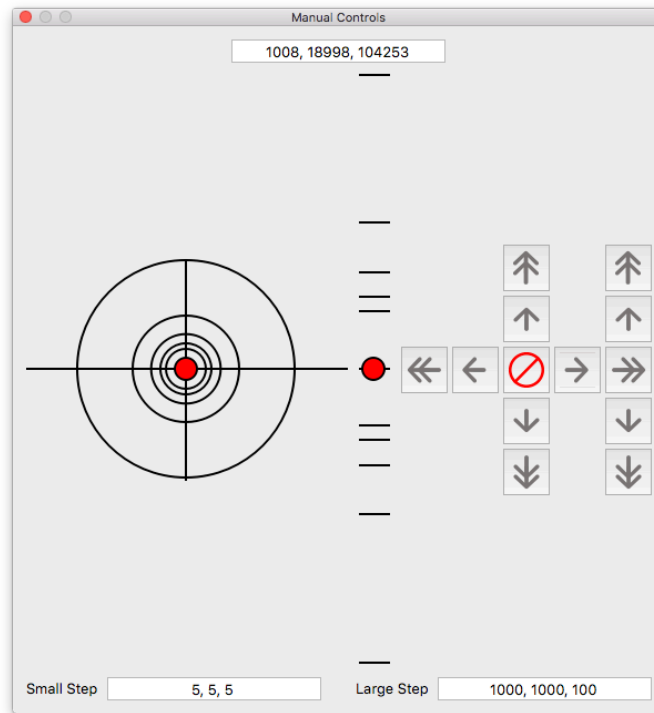 Manual Controls
1008, 18998, 104253
Small Step 5, 5, 5 Large Step 1000, 1000, 100